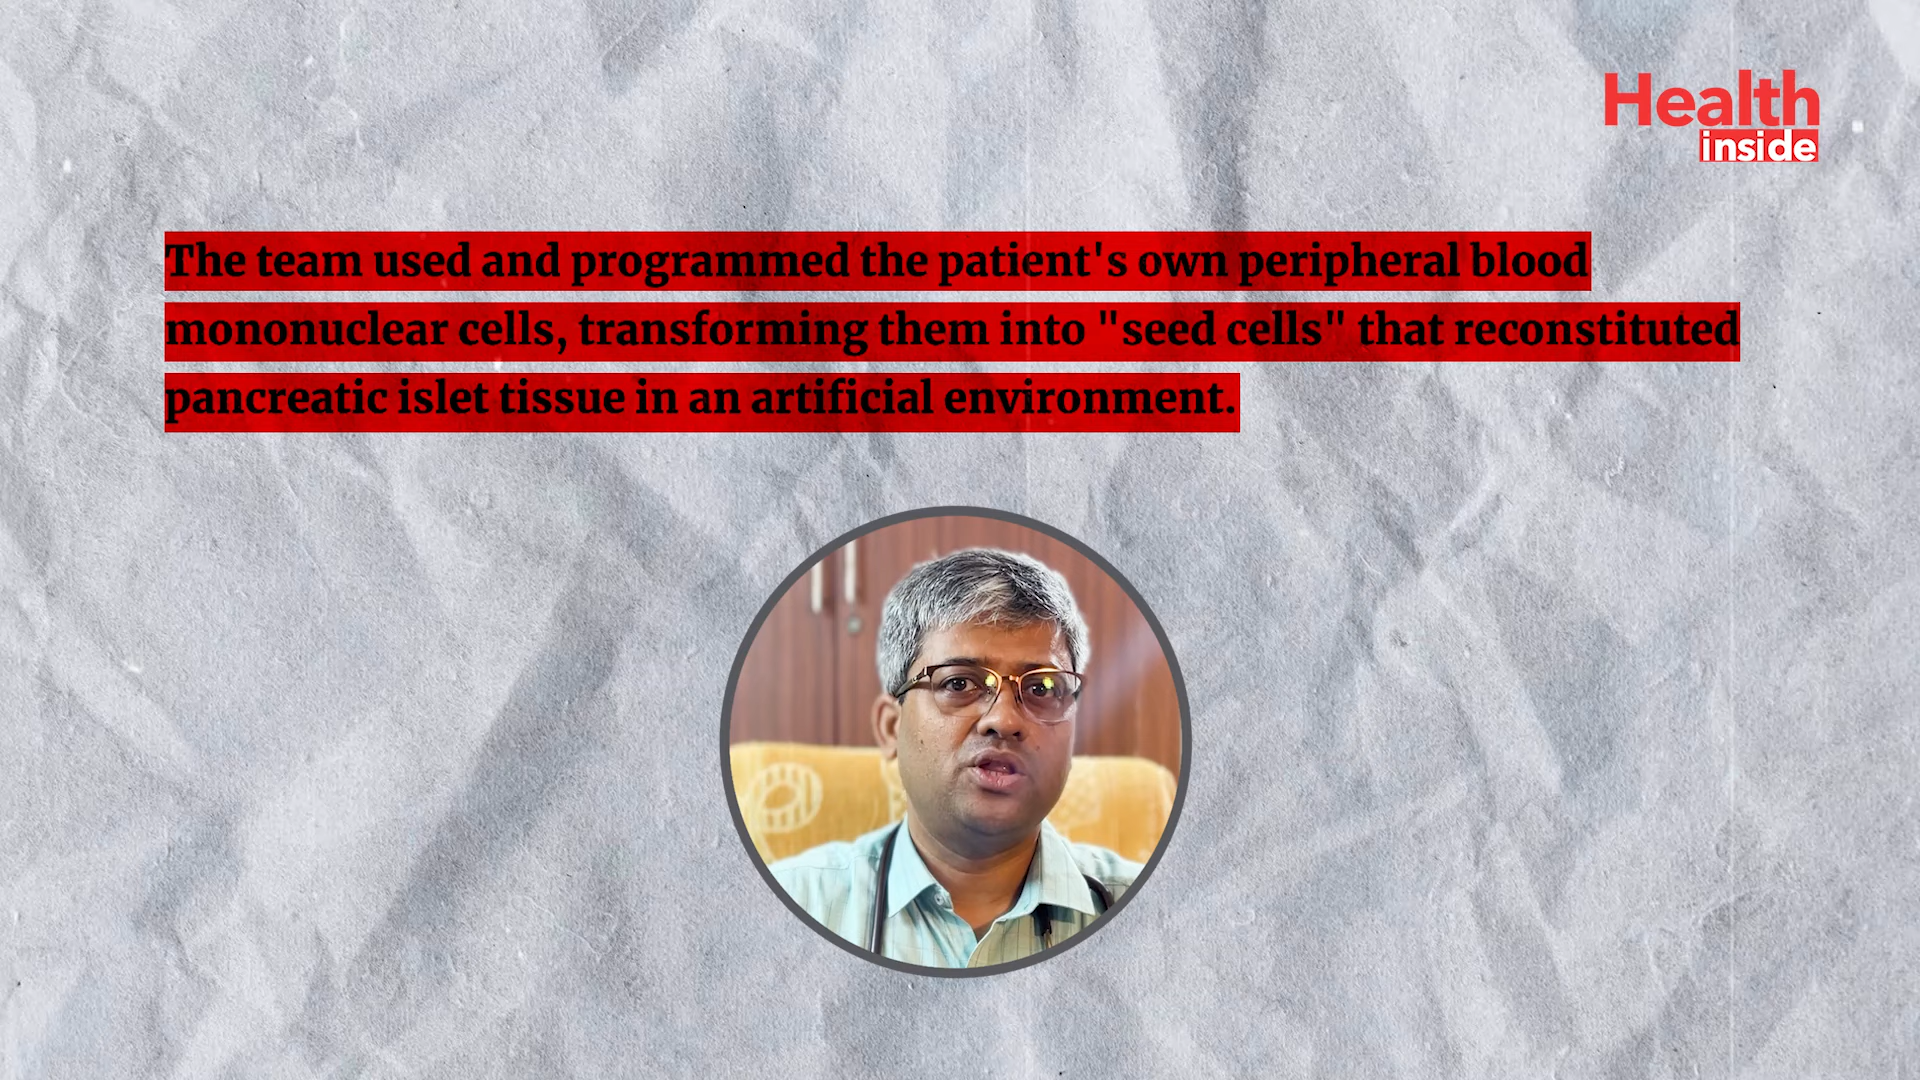 Health
inside
The team used and programmed the patient's own peripheral blood
mononuclear cells, transforming them into "seed cells" that reconstituted
pancreatic islet tissue in an artificial environment.